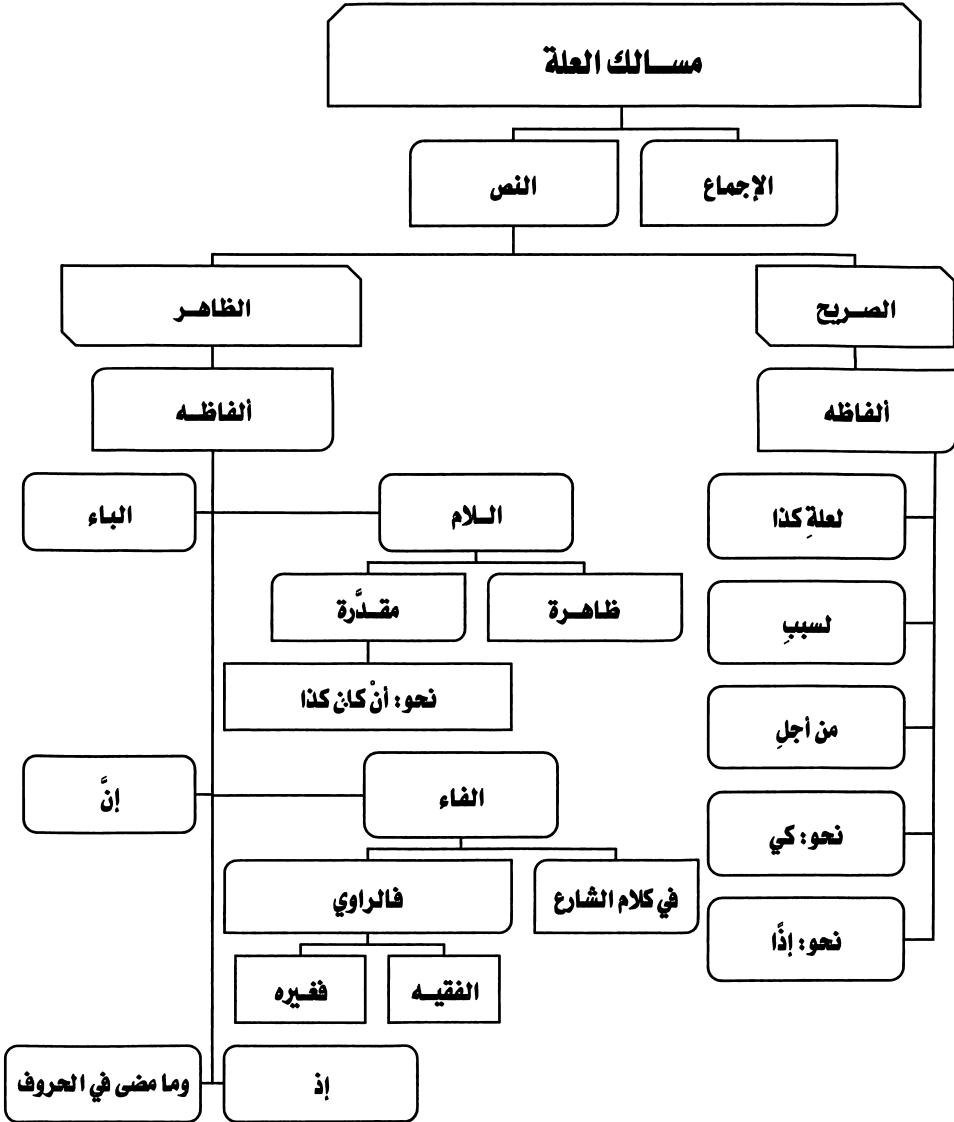 مسالك العلة
الإجماع
النص
الصريح
الظاهر
ألفاظه
ألفاظه
لعلةِ كذا
لسببِ
من أجلِ
نحو: كي
نحو: إذًا
اللام
الباء
ظاهرة
مقدَّرة
نحو: أنْ كان كذا
الفاء
إنَّ
في كلام الشارع
فالراوي
الفقيه
فغيره
إذ
وما مضى في الحروف